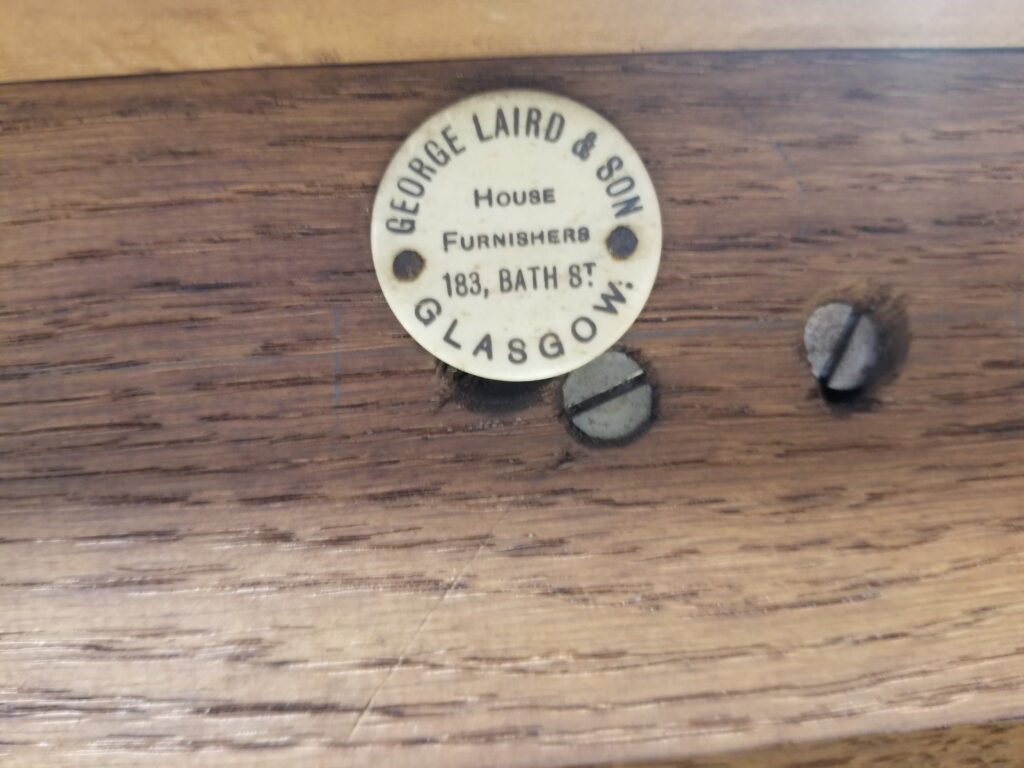 GEORGE LAIRD & SON
HOUSE
FURNISHERS
183, BATH ST
GLASGOW.